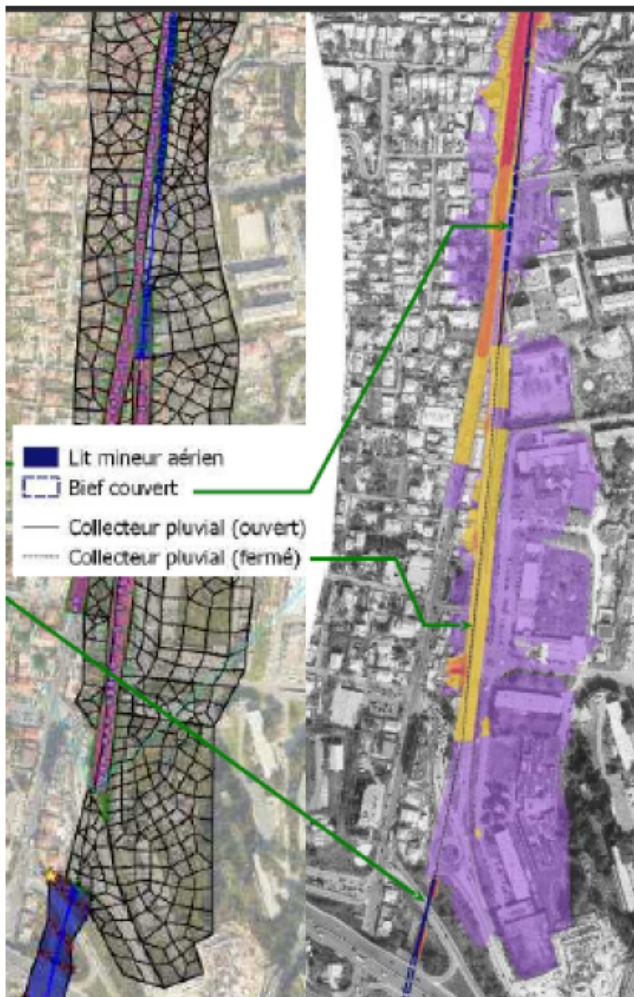 Lit mineur aérien
Bief couvert
Collecteur pluvial (ouvert)
Collecteur pluvial (fermé)